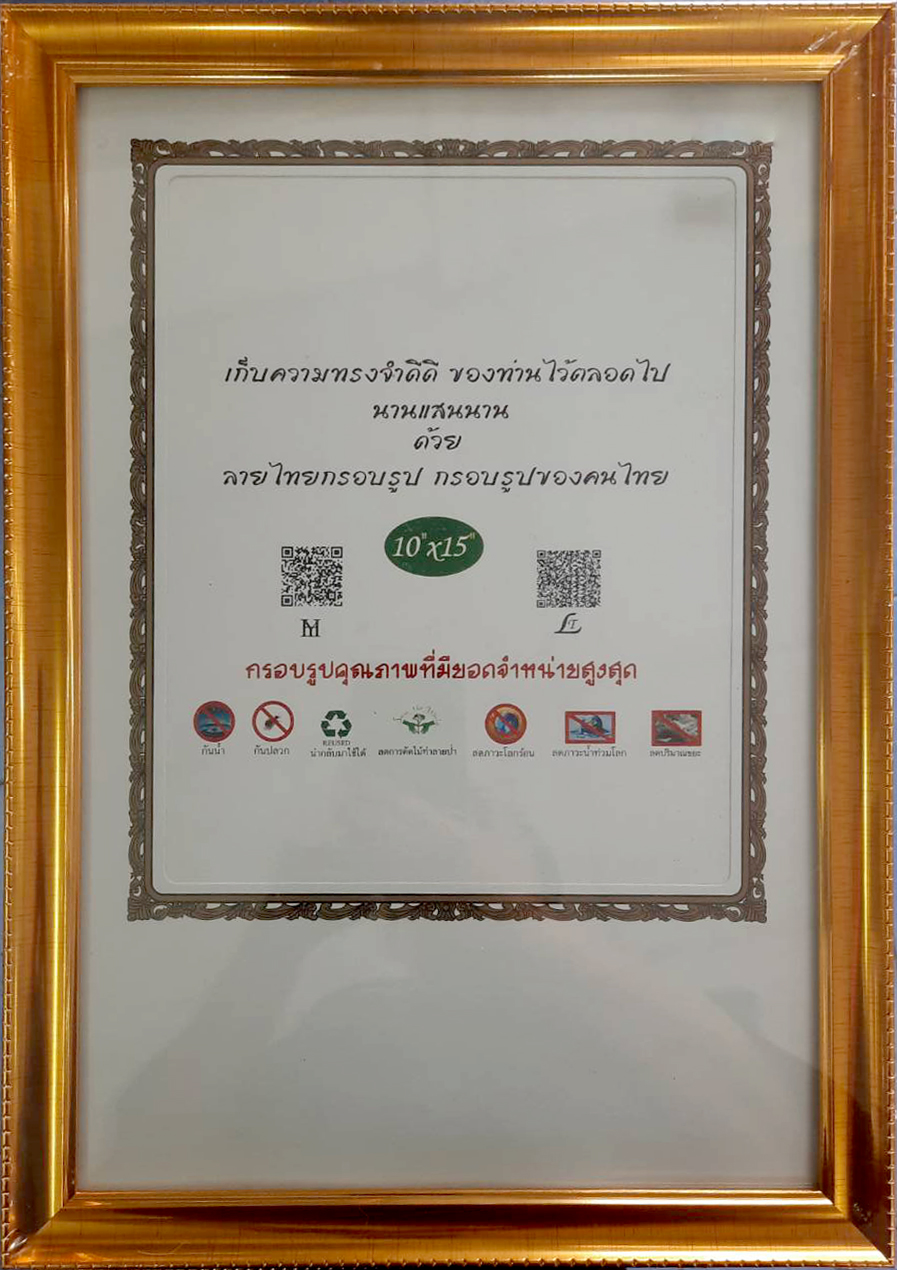 เก็บความทรงจำดีดี ของท่านไว้ตลอดไป
นานแสนนาน
ด้วย
ลายไทยกรอบรูป กรอบรูปของคนไทย
10"x15"
LT
กรอบรูปคุณภาพที่มียอดจำหน่ายสูงสุด
กันน้ำ กันปลวก REUSED นำกลับมาใช้ได้ ลดการตัดไม้ทำลายป่า ลดภาวะโลกร้อน ลดภาวะน้ำท่วมโลก ลดปริมาณขยะ